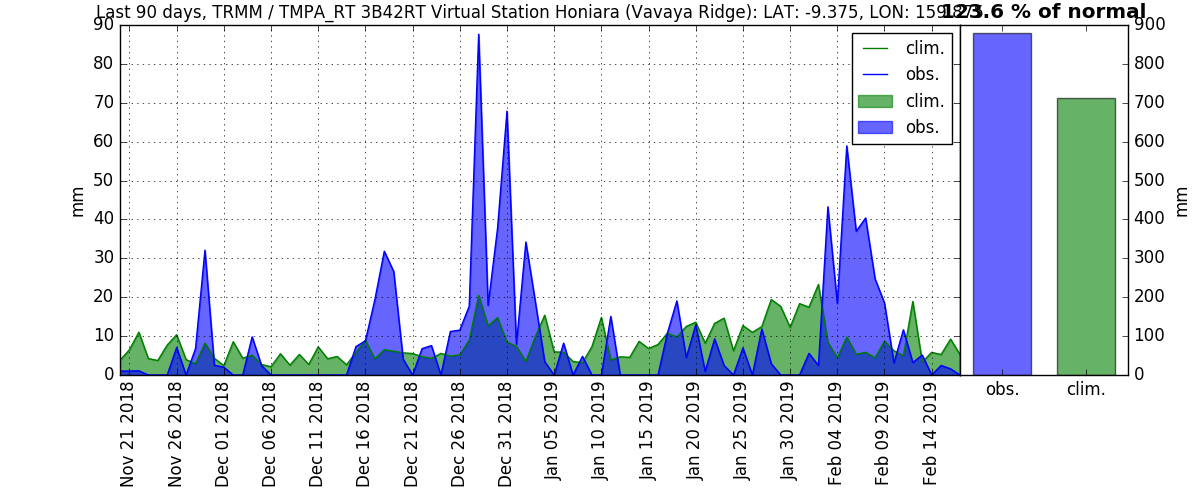 Last 90 days, TRMM / TMPA_RT 3B42RT Virtual Station Honiara (Vavaya Ridge): LAT: -9.375, LON:
123.6 % of normal
90
80
70
60
50
40
30
20
10
0
mm
clim.
obs.
clim.
obs.
900
800
700
600
500
400
300
200
100
0
mm
obs.
clim.
Nov 21 2018
Nov 26 2018
Dec 01 2018
Dec 06 2018
Dec 11 2018
Dec 16 2018
Dec 21 2018
Dec 26 2018
Dec 31 2018
Jan 05 2019
Jan 10 2019
Jan 15 2019
Jan 20 2019
Jan 25 2019
Jan 30 2019
Feb 04 2019
Feb 09 2019
Feb 14 2019